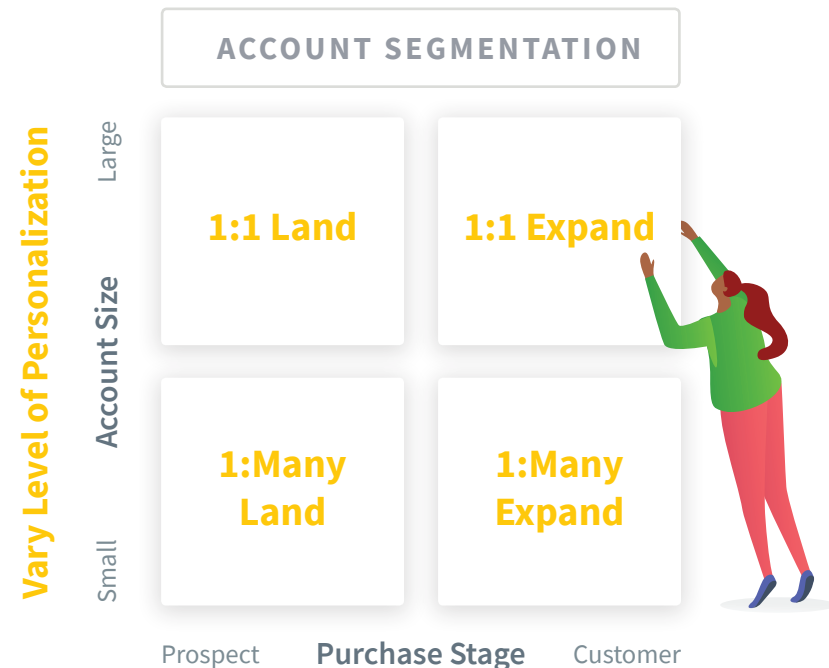 ACCOUNT SEGMENTATION
Vary Level of Personalization
Large
Account Size
Small
1:1 Land
1:1 Expand
1:Many
Land
1:Many
Expand
Prospect
Purchase Stage
Customer